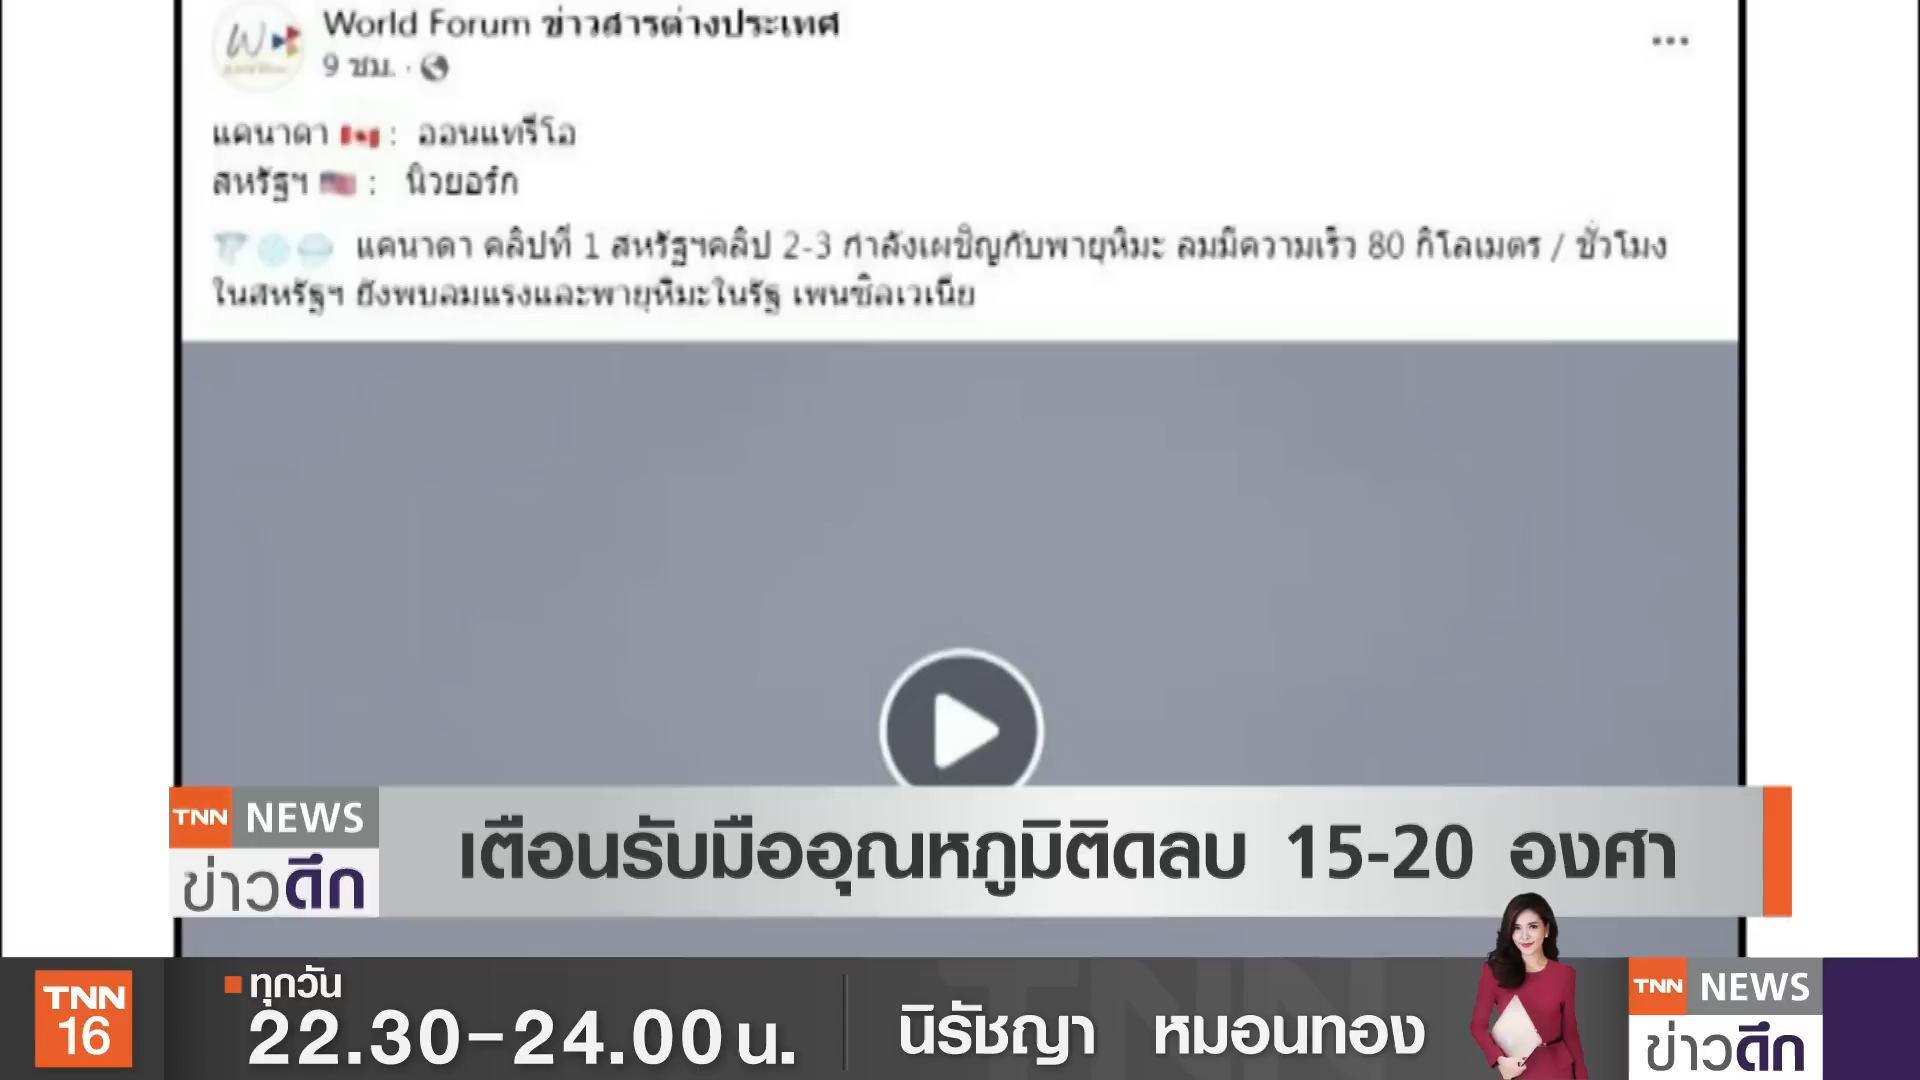 World Forum ข่าวสารต่างประเทศ
9 ชม. ·
แคนาดา : ออนแทรีโอ
สหรัฐฯ : นิวยอร์ก
แคนาดา คลิปที่ 1 สหรัฐฯคลิป 2-3 กำลังเผชิญกับพายุหิมะ ลมมีความเร็ว 80 กิโลเมตร / ชั่วโมง
ในสหรัฐฯ ยังพบลมแรงและพายุหิมะในรัฐ เพนซิลเวเนีย
TNN NEWS
ข่าวดึก
เตือนรับมืออุณหภูมิติดลบ 15-20 องศา
TNN
16
ทุกวัน
22.30-24.00 น.
นิรัชญา หมอนทอง
TNN NEWS
ข่าวดึก